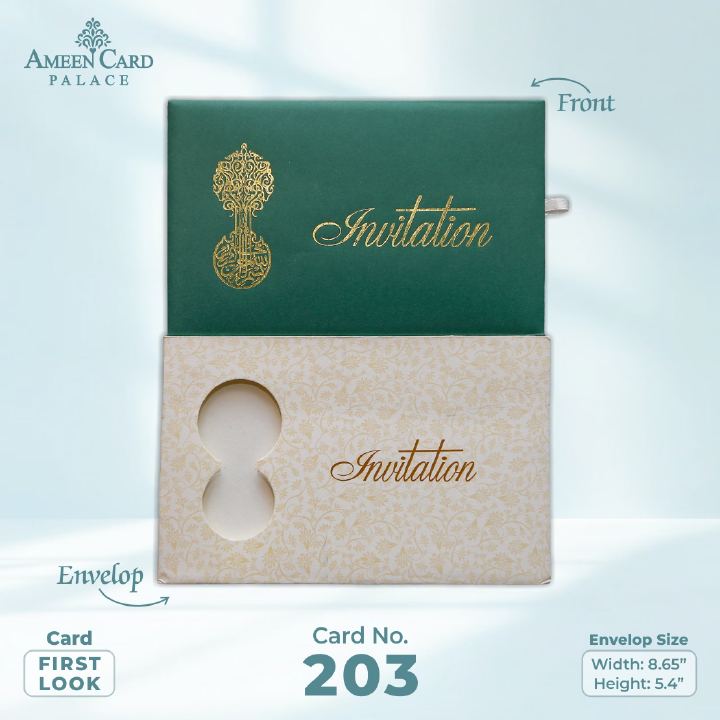 AMEEN CARD
PALACE
Front
Invitation
Invitation
Envelop
Card
FIRST
LOOK
Card No.
203
Envelop Size
Width: 8.65”
Height: 5.4”